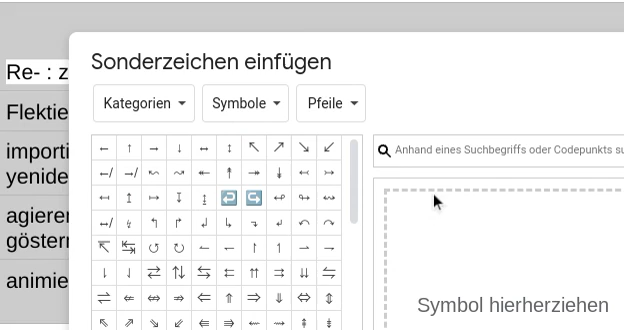 Sonderzeichen einfügen
Kategorien
Symbole
Pfeile
Anhand eines Suchbegriffs oder Codepunkts
Symbol hierherziehen
Re- : z
Flektie
importi
yenide
agieren
göstern
animie